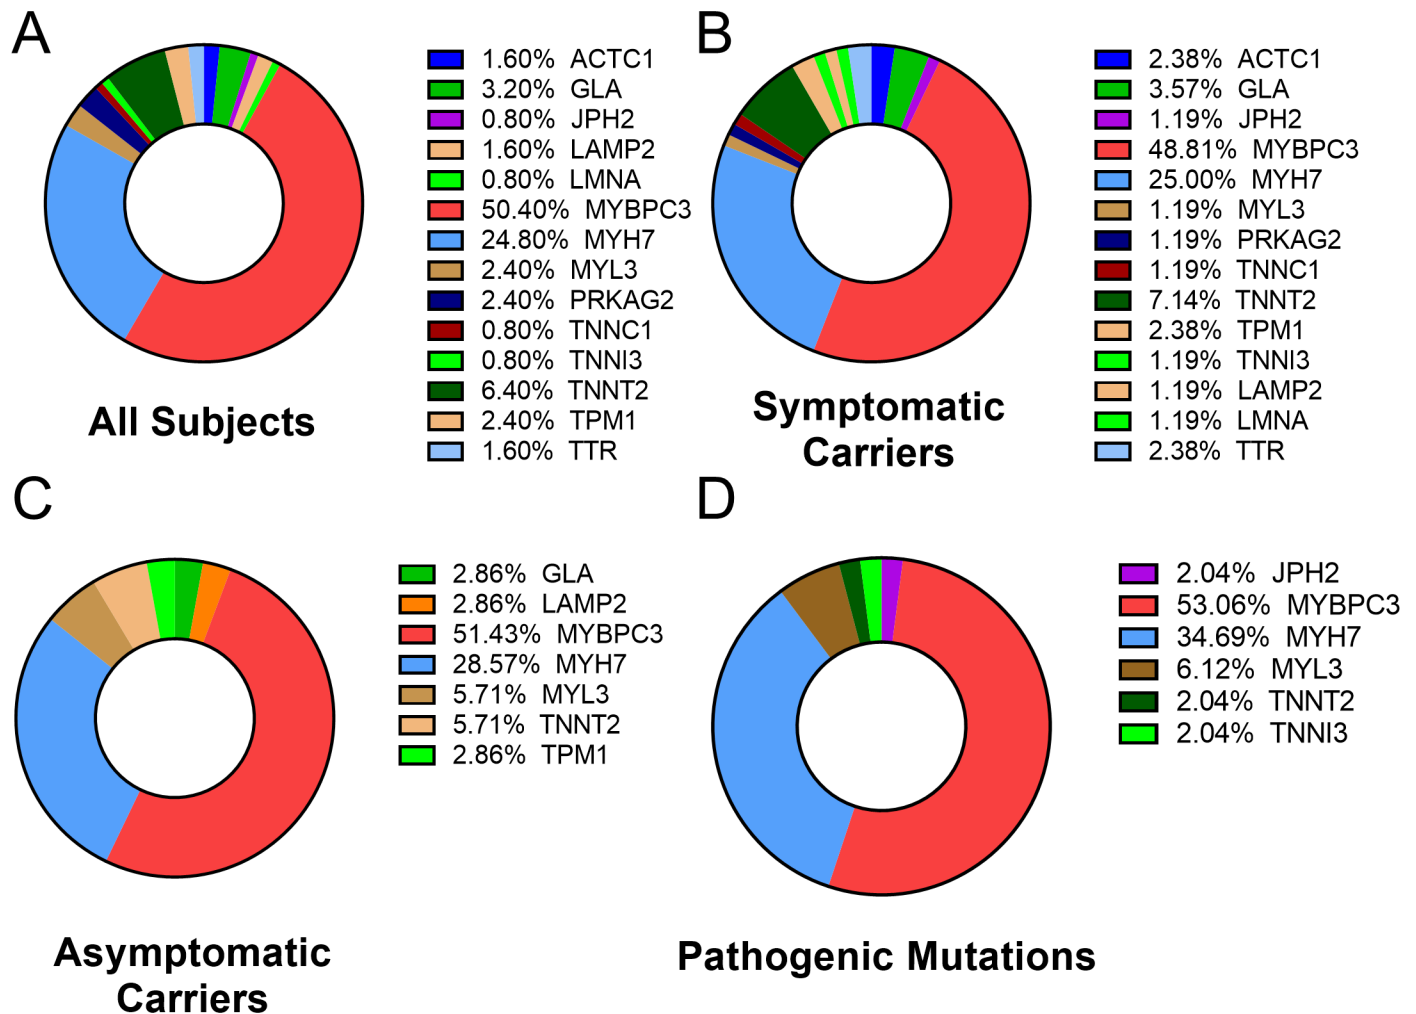 A
1.60% ACTC1
3.20% GLA
0.80% JPH2
1.60% LAMP2
0.80% LMNA
50.40% MYBPC3
24.80% MYH7
2.40% MYL3
2.40% PRKAG2
0.80% TNNC1
0.80% TNNI3
6.40% TNNT2
2.40% TPM1
1.60% TTR
All Subjects
B
2.38% ACTC1
3.57% GLA
1.19% JPH2
48.81% MYBPC3
25.00% MYH7
1.19% MYL3
1.19% PRKAG2
1.19% TNNC1
7.14% TNNT2
2.38% TPM1
1.19% TNNI3
1.19% LAMP2
1.19% LMNA
2.38% TTR
Symptomatic
Carriers
C
2.86% GLA
2.86% LAMP2
51.43% MYBPC3
28.57% MYH7
5.71% MYL3
5.71% TNNT2
2.86% TPM1
Asymptomatic
Carriers
D
2.04% JPH2
53.06% MYBPC3
34.69% MYH7
6.12% MYL3
2.04% TNNT2
2.04% TNNI3
Pathogenic Mutations